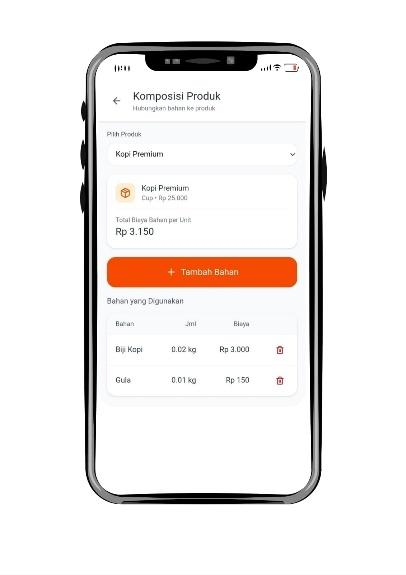 Komposisi Produk
Hubungkan bahan ke produk
Pilih Produk
Kopi Premium
Kopi Premium
Cup • Rp 25.000
Total Biaya Bahan per Unit
Rp 3.150
+ Tambah Bahan
Bahan yang Digunakan
Bahan Jml Biaya
Biji Kopi 0.02 kg Rp 3.000
Gula 0.01 kg Rp 150